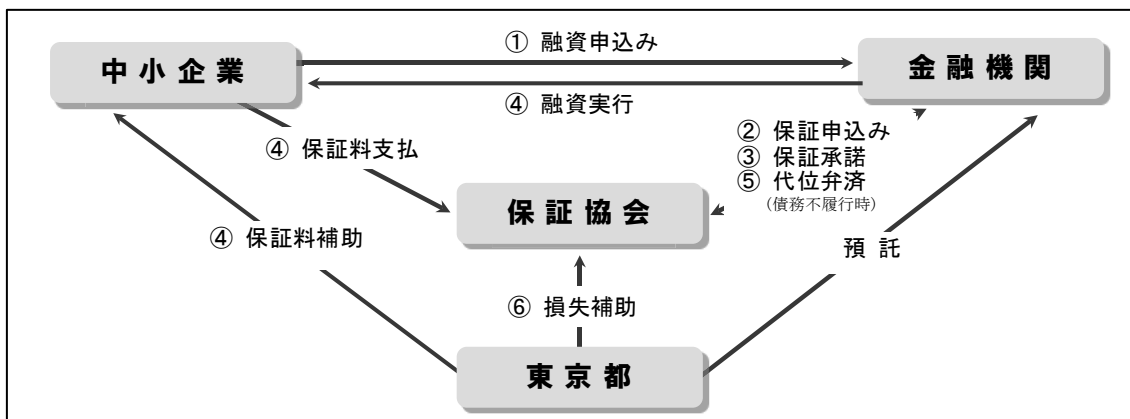 ① 融資申込み
中小企業
金融機関
④ 融資実行
② 保証申込み
③ 保証承諾
⑤ 代位弁済
(債務不履行時)
④ 保証料支払
保証協会
④ 保証料補助
預託
⑥ 損失補助
東京都